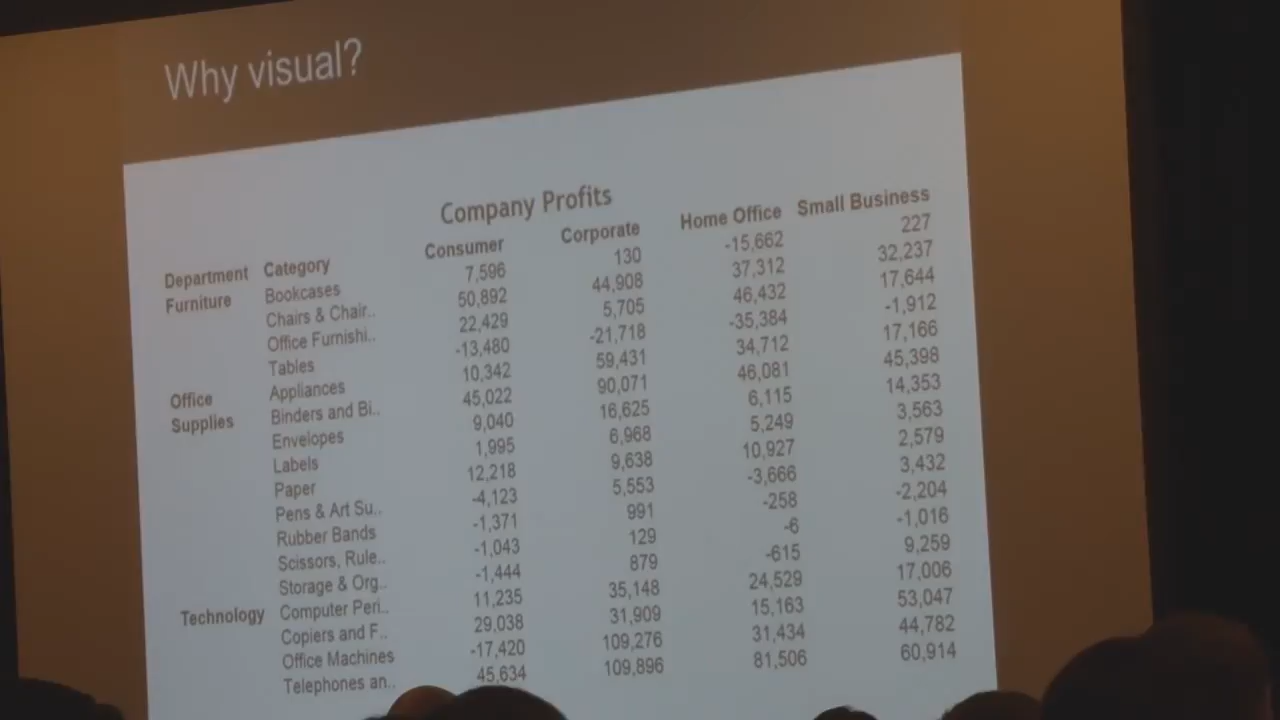 Why visual?
Company Profits
Department Category Consumer Corporate Home Office Small Business
Furniture Bookcases 7,596 130 -15,662 227
Chairs & Chair.. 50,892 44,908 37,312 32,237
Office Furnishi.. 22,429 5,705 46,432 17,644
Tables -13,480 -21,718 -35,384 -1,912
Office Appliances 10,342 59,431 34,712 17,166
Supplies Binders and Bi.. 45,022 90,071 46,081 45,398
Envelopes 9,040 16,625 6,115 14,353
Labels 1,995 6,968 5,249 3,563
Paper 12,218 9,638 10,927 2,579
Pens & Art Su.. -4,123 5,553 -3,666 3,432
Rubber Bands -1,371 991 -258 -2,204
Scissors, Rule.. -1,043 129 -6 -1,016
Storage & Org.. -1,444 879 -615 9,259
Technology Computer Peri.. 11,235 35,148 24,529 17,006
Copiers and F.. 29,038 31,909 15,163 53,047
Office Machines -17,420 109,276 31,434 44,782
Telephones an.. 45,634 109,896 81,506 60,914